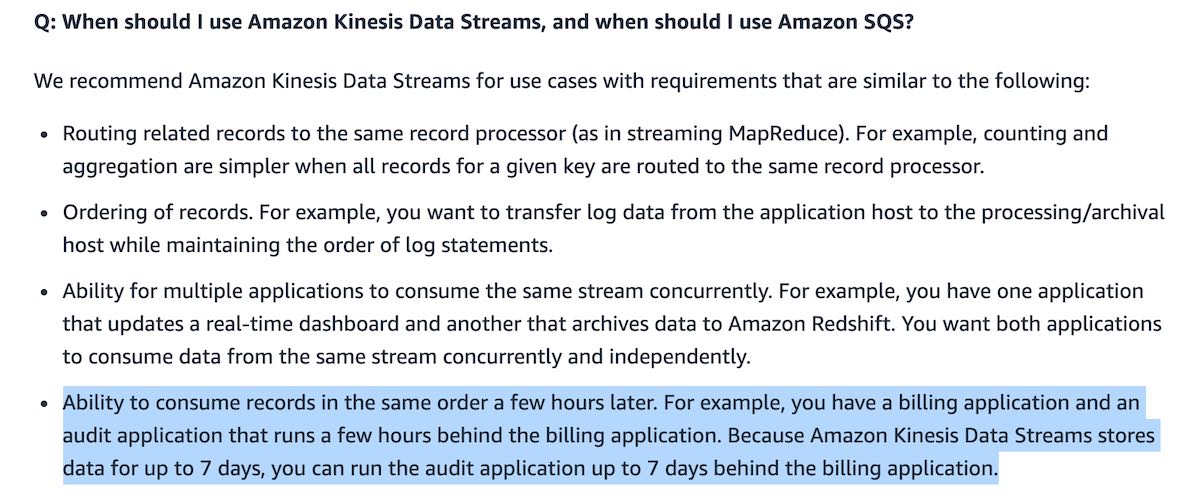 Q: When should I use Amazon Kinesis Data Streams, and when should I use Amazon SQS?
We recommend Amazon Kinesis Data Streams for use cases with requirements that are similar to the following:
• Routing related records to the same record processor (as in streaming MapReduce). For example, counting and
aggregation are simpler when all records for a given key are routed to the same record processor.
• Ordering of records. For example, you want to transfer log data from the application host to the processing/archival
host while maintaining the order of log statements.
• Ability for multiple applications to consume the same stream concurrently. For example, you have one application
that updates a real-time dashboard and another that archives data to Amazon Redshift. You want both applications
to consume data from the same stream concurrently and independently.
• Ability to consume records in the same order a few hours later. For example, you have a billing application and an
audit application that runs a few hours behind the billing application. Because Amazon Kinesis Data Streams stores
data for up to 7 days, you can run the audit application up to 7 days behind the billing application.